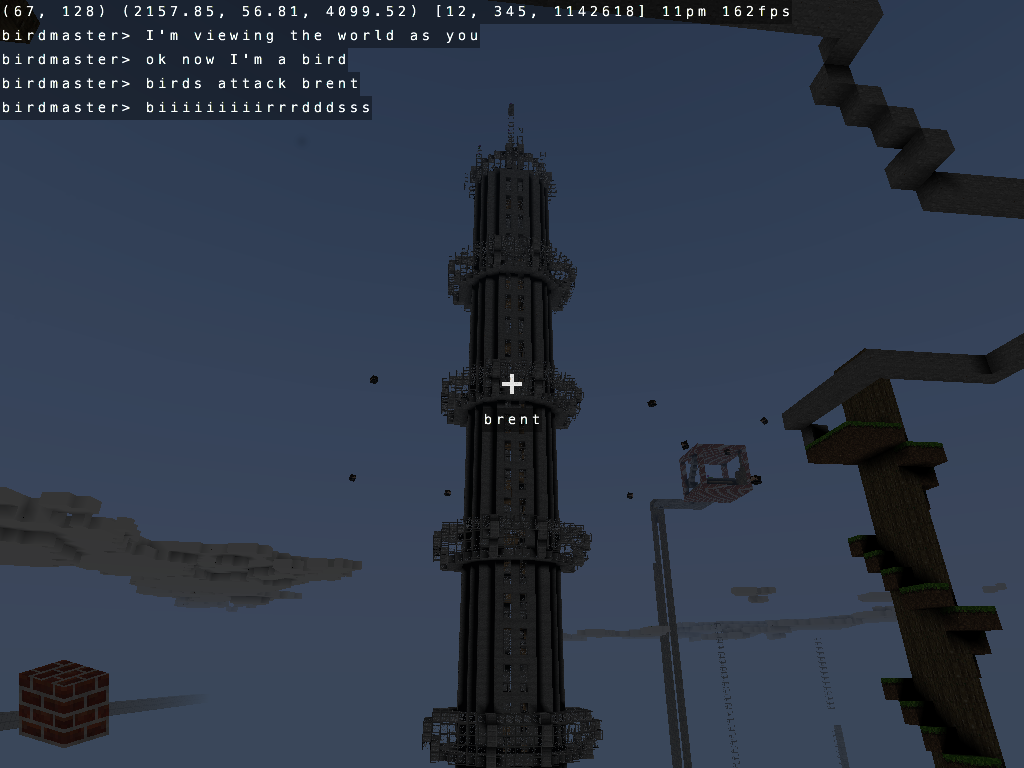 (67, 128) (2157.85, 56.81, 4099.52) [12, 345, 1142618] 11pm 162fps
birdmaster> I'm viewing the world as you
birdmaster> ok now I'm a bird
birdmaster> birds attack brent
birdmaster> biiiiiiiiirrrdddsss
brent